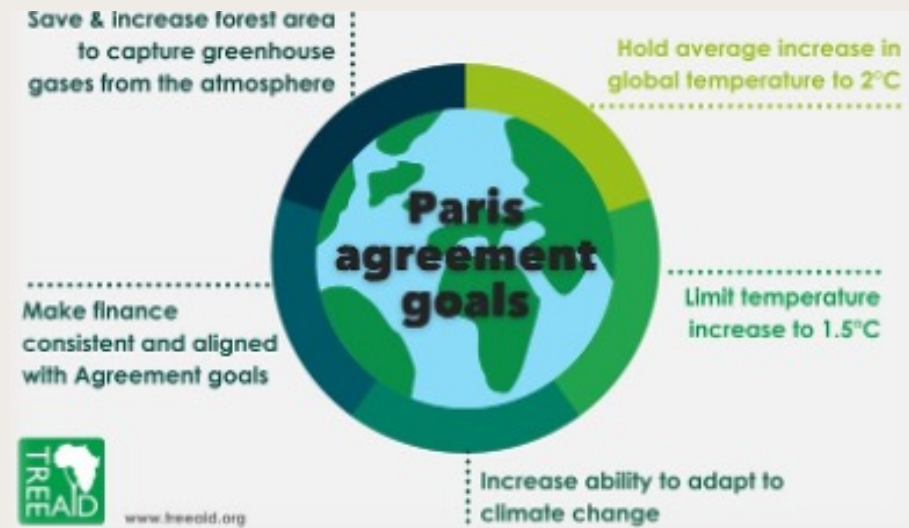 Save & increase forest area
to capture greenhouse
gases from the atmosphere
Hold average increase in
global temperature to 2°C
Paris
agreement
goals
Limit temperature
increase to 1.5°C
Make finance
consistent and aligned
with Agreement goals
Increase ability to adapt to
climate change
TREE
AID
www.treeaid.org